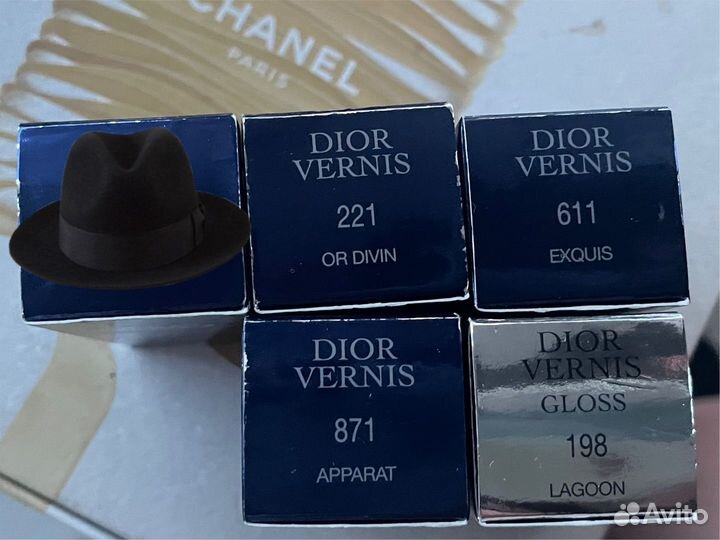 CHANEL
PARIS
DIOR
VERNIS
221
OR DIVIN
DIOR
VERNIS
611
EXQUIS
DIOR
VERNIS
871
APPARAT
DIOR
VERNIS
GLOSS
198
LAGOON
Avito